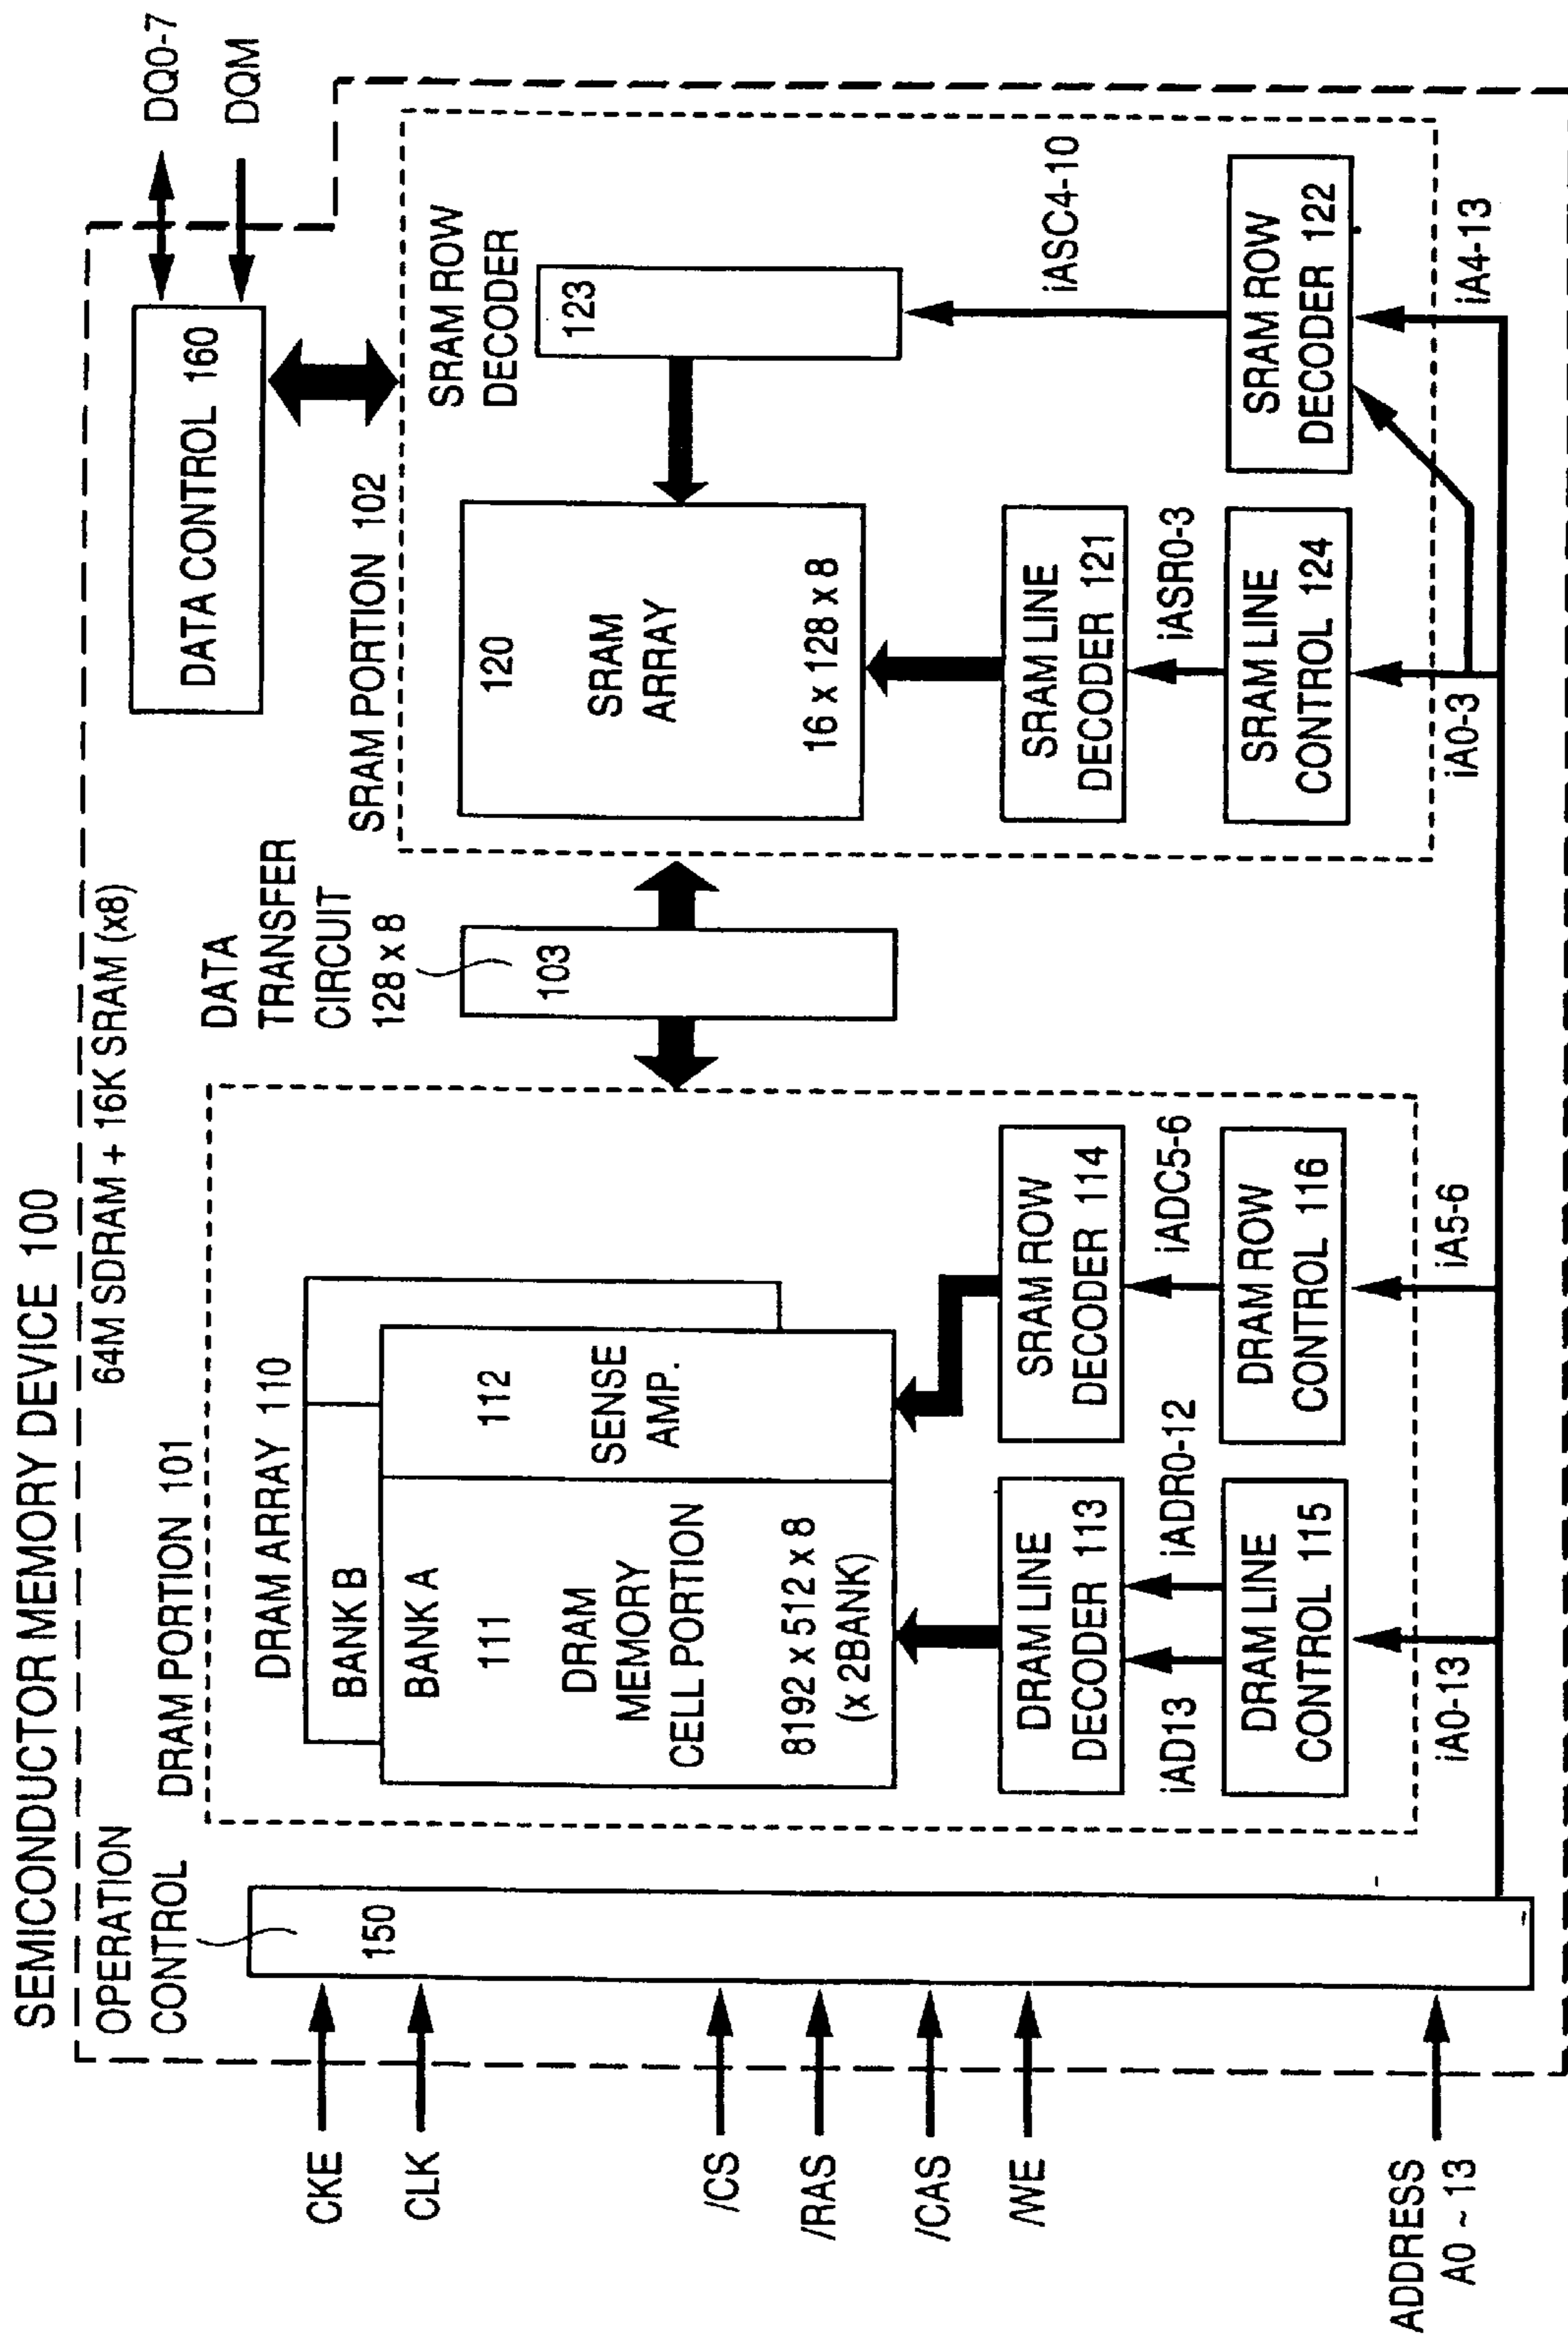 SEMICONDUCTOR MEMORY DEVICE 100
64M SDRAM + 16K SRAM (x8)
OPERATION
CONTROL
150
CKE
CLK
/CS
/RAS
/CAS
/WE
ADDRESS
A0 ~ 13
DRAM PORTION 101
DRAM ARRAY 110
BANK B
BANK A
111
DRAM
MEMORY
CELL PORTION
8192 x 512 x 8
(x 2BANK)
112
SENSE
AMP.
DRAM LINE
DECODER 113
SRAM ROW
DECODER 114
iAD13
iADR0-12
iADC5-6
DRAM LINE
CONTROL 115
DRAM ROW
CONTROL 116
iA0-13
iA5-6
DATA
TRANSFER
CIRCUIT
128 x 8
103
SRAM PORTION 102
120
SRAM
ARRAY
16 x 128 x 8
SRAM ROW
DECODER
123
SRAM LINE
DECODER 121
iASR0-3
iASC4-10
SRAM LINE
CONTROL 124
SRAM ROW
DECODER 122
iA0-3
iA4-13
DATA CONTROL 160
DQ0-7
DQM